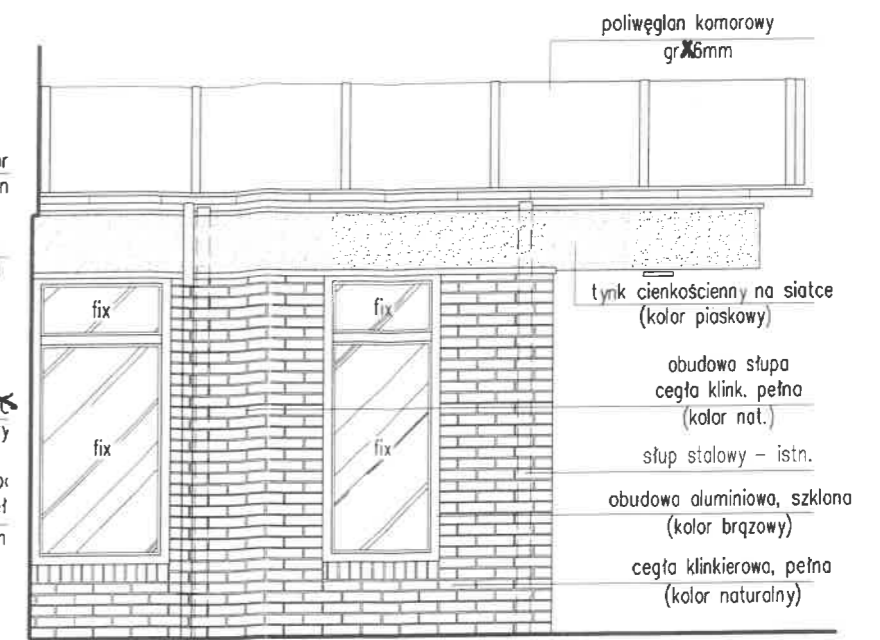 poliwęglan komorowy
gr 6mm
fix
fix
fix
fix
tynk cienkościenny na siatce
(kolor piaskowy)
obudowa słupa
cegła klink. pełna
(kolor nat.)
słup stalowy - istn.
obudowa aluminiowa, szklana
(kolor brązowy)
cegła klinkierowa, pełna
(kolor naturalny)